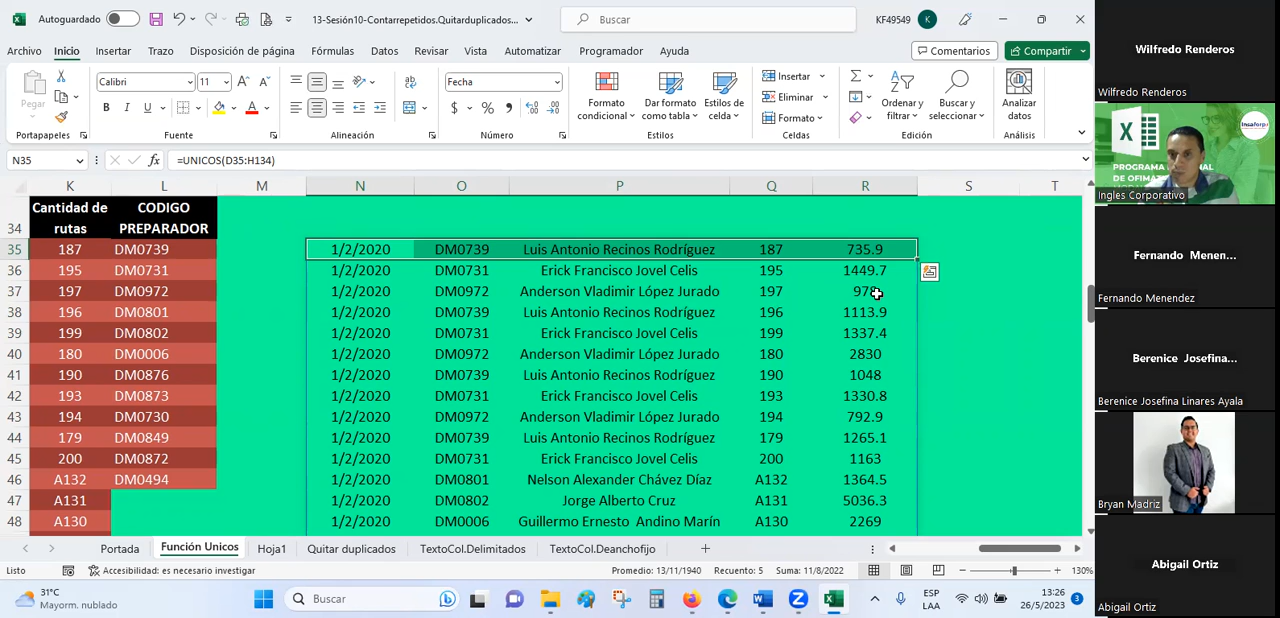 Autoguardado
13-Sesión10-Contarrepetidos.Quitarduplicados...
Buscar
KF49549
K
Archivo Inicio Insertar Trazo Disposición de página Fórmulas Datos Revisar Vista Automatizar Programador Ayuda
Comentarios
Compartir
Pegar
Calibri
11
N K S
Fecha
$ % 
Formato condicional
Dar formato como tabla
Estilos de celda
Insertar
Eliminar
Formato
Ordenar y filtrar
Buscar y seleccionar
Analizar datos
Portapapeles Fuente Alineación Número Estilos Celdas Edición Análisis
N35
fx
=UNICOS(D35:H134)
K L M N O P Q R S T
34 Cantidad de rutas CODIGO PREPARADOR
35 187 DM0739 1/2/2020 DM0739 Luis Antonio Recinos Rodríguez 187 735.9
36 195 DM0731 1/2/2020 DM0731 Erick Francisco Jovel Celis 195 1449.7
37 197 DM0972 1/2/2020 DM0972 Anderson Vladimir López Jurado 197
38 196 DM0801 1/2/2020 DM0739 Luis Antonio Recinos Rodríguez 196 1113.9
39 199 DM0802 1/2/2020 DM0731 Erick Francisco Jovel Celis 199 1337.4
40 180 DM0006 1/2/2020 DM0972 Anderson Vladimir López Jurado 180 2830
41 190 DM0876 1/2/2020 DM0739 Luis Antonio Recinos Rodríguez 190 1048
42 193 DM0873 1/2/2020 DM0731 Erick Francisco Jovel Celis 193 1330.8
43 194 DM0730 1/2/2020 DM0972 Anderson Vladimir López Jurado 194 792.9
44 179 DM0849 1/2/2020 DM0739 Luis Antonio Recinos Rodríguez 179 1265.1
45 200 DM0872 1/2/2020 DM0731 Erick Francisco Jovel Celis 200 1163
46 A132 DM0494 1/2/2020 DM0801 Nelson Alexander Chávez Díaz A132 1364.5
47 A131 1/2/2020 DM0802 Jorge Alberto Cruz A131 5036.3
48 A130 1/2/2020 DM0006 Guillermo Ernesto Andino Marín A130 2269
Portada Función Unicos Hoja1 Quitar duplicados TextoCol.Delimitados TextoCol.Deanchofijo
Listo
Accesibilidad: es necesario investigar
Promedio: 13/11/1940 Recuento: 5 Suma: 11/8/2022
130%
31°C
Mayorm. nublado
Buscar
ESP
LAA
13:26
26/5/2023
3
Wilfredo Renderos
Wilfredo Renderos
PROGRAMA
DE OFIMAT
Insaforp
Ingles Corporativo
Fernando Menen...
Fernando Menendez
Berenice Josefina...
Berenice Josefina Linares Ayala
Bryan Madriz
Abigail Ortiz
Abigail Ortiz